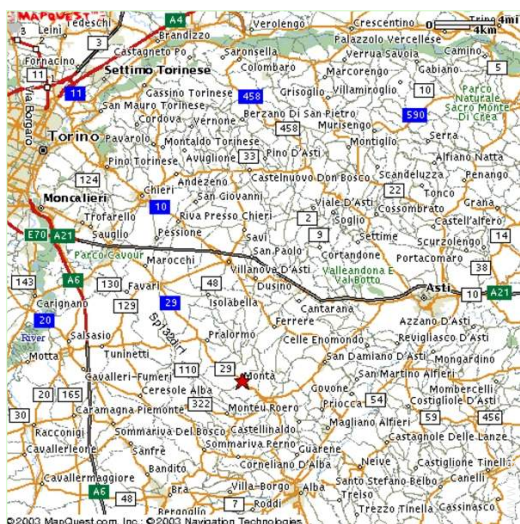 MAPQUEST
Tedeschi
A4
Verolengo
Crescentino
0
4mi
4km
3
Leini
Brandizzo
Palazzolo Vercellese
Fornacino
3
Castagneto Po
Saronsella
Verrua Savoia
Camino
11
Settimo Torinese
Colombaro
Marcorengo
Gabiano
5
11
Gassino Torinese
458
Grisoglio
Villamiroglio
10
Parco
Naturale
Sacro Monte
Di Crea
Via Borgaro
San Mauro Torinese
Cordova
Vernone
Berzano Di San Pietro
590
458
Murisengo
Torino
Pavarolo
Montaldo Torinese
Montiglio
Serra
Pino Torinese
Avuglione
33
Pino D'Asti
Alfiano Natta
124
Andezeno
Castelnuovo Don Bosco
Scandeluzza
Penango
Moncalieri
Chieri
San Giovanni
22
Tonco
Viale D'Asti
Cossombrato
Grana
Trofarello
10
Riva Presso Chieri
2
Soglio
Castell'alfero
E70
A21
Sauglio
Pessione
Savi
9
Settime
14
San Paolo
Scurzolengo
Parco Cavour
Marocchi
Villanova D'Asti
Cortandone
Portacomaro
A6
Valleandona E
Val Botto
38
143
130
Favari
48
Dusino
Asti
Carignano
129
29
Isolabella
Cantarana
10
A21
20
Ferrere
Azzano D'Asti
River
Salsasio
Sp132dir1
Pralormo
Celle Enomondo
Revigliasco D'Asti
Motta
Tuninetti
San Damiano D'Asti
Mongardino
Cavalleri-Fumerj
110
29
Monta
San Martino Alfieri
20
165
Ceresole Alba
Govone
Mombercelli
322
Priocca
54
Costigliole D'Asti
30
Caramagna Piemonte
Monteu Roero
59
456
Racconigi
Sommariva Del Bosco
Castellinaldo
Magliano Alfieri
Castagnole Delle Lanze
Cavallerleone
Sanfre
Sommariva Perno
Guarene
Bandito
Corneliano D'Alba
Neive
Castiglione Tinella
Cavallermaggiore
Santo Stefano Belbo
A6
48
Bra
Villa-Borgo
Alba
Treiso
Canelli
Bergoglio
7
Roddi
Trezzo Tinella
Cassinasco
©2003 MapQuest.com, Inc.; ©2003 Navigation Technologies